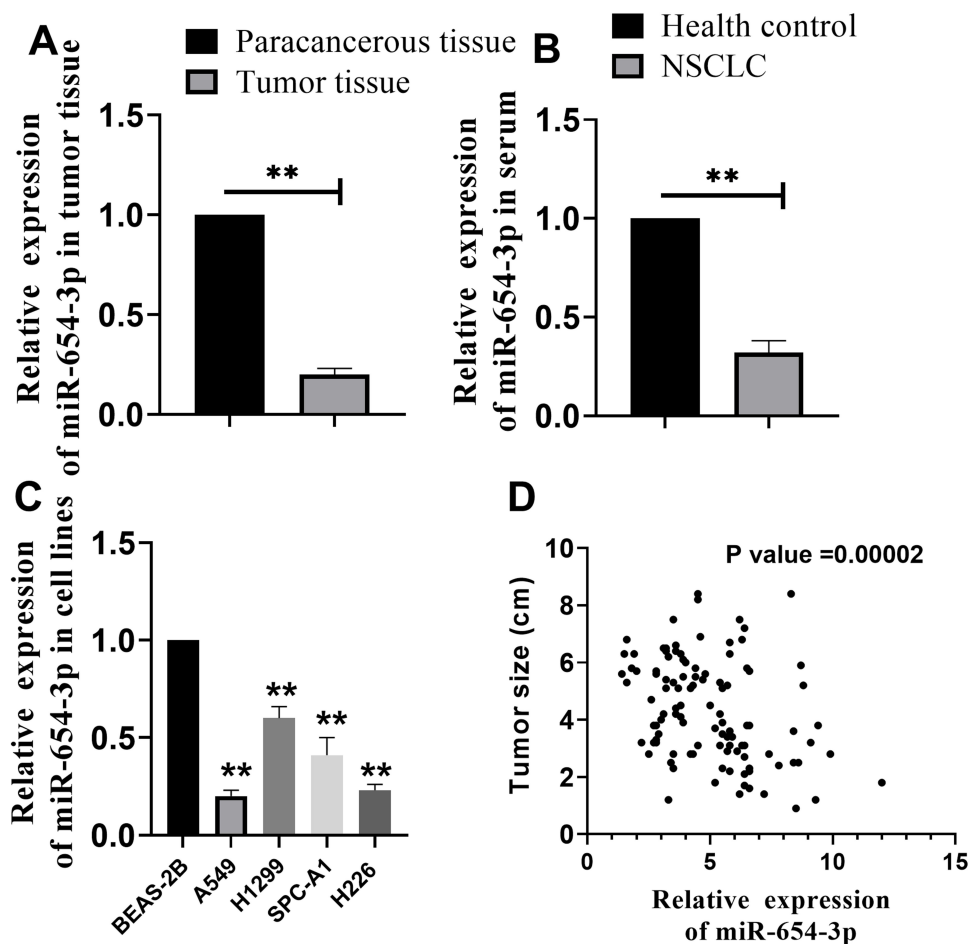 A
Paracancerous tissue
Tumor tissue
Relative expression
of miR-654-3p in tumor tissue
1.5
1.0
0.5
0.0
**
B
Health control
NSCLC
Relative expression
of miR-654-3p in serum
1.5
1.0
0.5
0.0
**
C
Relative expression
of miR-654-3p in cell lines
1.5
1.0
0.5
0.0
**
**
**
**
BEAS-2B
A549
H1299
SPC-A1
H226
D
P value =0.00002
Tumor size (cm)
10
8
6
4
2
0
0 5 10 15
Relative expression
of miR-654-3p